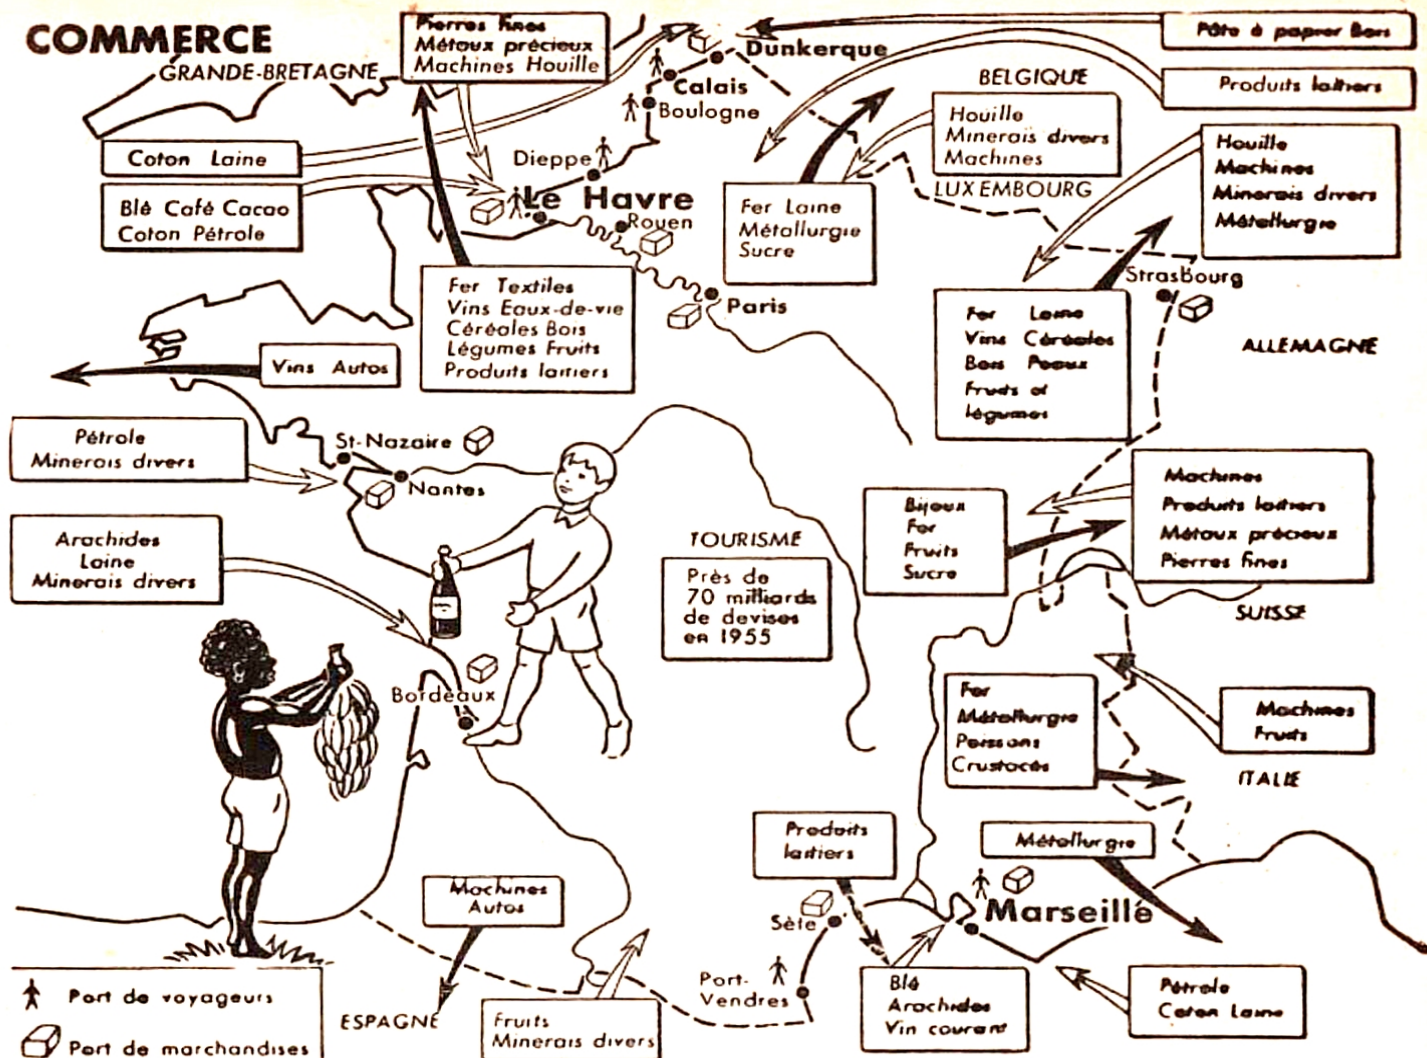 COMMERCE
GRANDE-BRETAGNE
Pierres fines
Métaux précieux
Machines Houille
Dunkerque
Calais
Boulogne
BELGIQUE
Pâte à papier Bois
Produits laitiers
Houille
Minerais divers
Machines
Houille
Machines
Minerais divers
Métallurgie
Coton Laine
Blé Café Cacao
Coton Pétrole
Dieppe
Le Havre
Rouen
Paris
LUXEMBOURG
Fer Laine
Métallurgie
Sucre
Strasbourg
ALLEMAGNE
Fer Textiles
Vins Eaux-de-vie
Céréales Bois
Légumes Fruits
Produits laitiers
Fer Laine
Vins Céréales
Bois Peaux
Fruits et
légumes
Vins Autos
Pétrole
Minerais divers
St-Nazaire
Nantes
Arachides
Laine
Minerais divers
TOURISME
Près de
70 milliards
de devises
en 1955
Bijoux
Fer
Fruits
Sucre
Machines
Produits laitiers
Métaux précieux
Pierres fines
SUISSE
Bordeaux
Fer
Métallurgie
Poissons
Crustacés
Machines
Fruits
ITALIE
Produits
laitiers
Métallurgie
Machines
Autos
Sète
Marseille
Port-
Vendres
Blé
Arachides
Vin courant
Pétrole
Coton Laine
ESPAGNE
Fruits
Minerais divers
Port de voyageurs
Port de marchandises